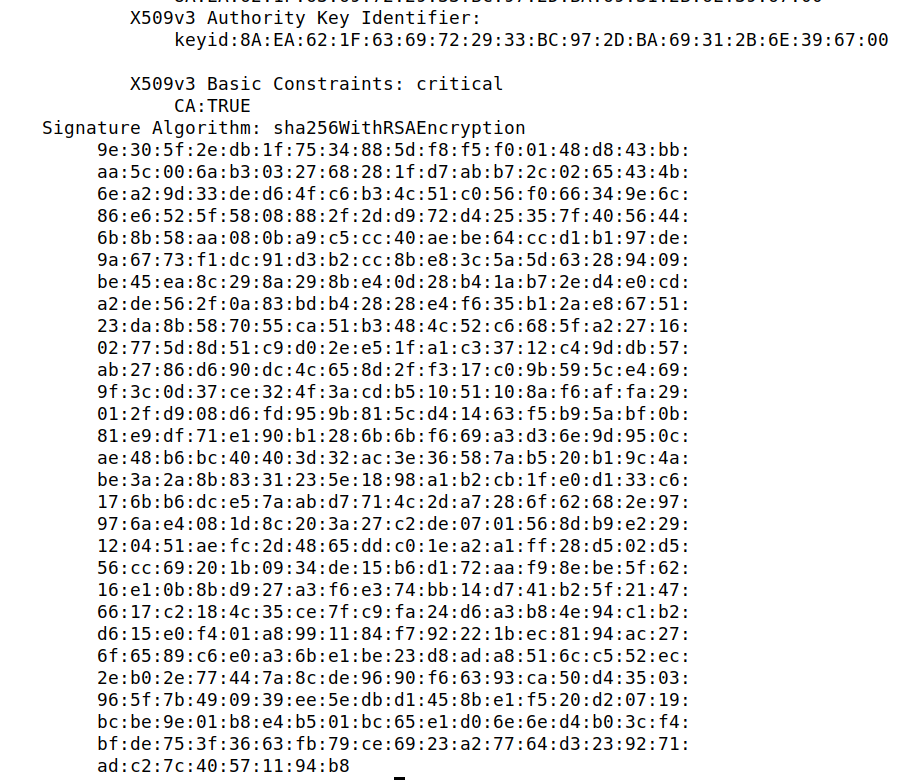 X509v3 Authority Key Identifier:
keyid:8A:EA:62:1F:63:69:72:29:33:BC:97:2D:BA:69:31:2B:6E:39:67:00
X509v3 Basic Constraints: critical
CA:TRUE
Signature Algorithm: sha256WithRSAEncryption
9e:30:5f:2e:db:1f:75:34:88:5d:f8:f5:f0:01:48:d8:43:bb:
aa:5c:00:6a:b3:03:27:68:28:1f:d7:ab:b7:2c:02:65:43:4b:
6e:a2:9d:33:de:d6:4f:c6:b3:4c:51:c0:56:f0:66:34:9e:6c:
86:e6:52:5f:58:08:88:2f:2d:d9:72:d4:25:35:7f:40:56:44:
6b:8b:58:aa:08:0b:a9:c5:cc:40:ae:be:64:cc:d1:b1:97:de:
9a:67:73:f1:dc:91:d3:b2:cc:8b:e8:3c:5a:5d:63:28:94:09:
be:45:ea:8c:29:8a:29:8b:e4:0d:28:b4:1a:b7:2e:d4:e0:cd:
a2:de:56:2f:0a:83:bd:b4:28:28:e4:f6:35:b1:2a:e8:67:51:
23:da:8b:58:70:55:ca:51:b3:48:4c:52:c6:68:5f:a2:27:16:
02:77:5d:8d:51:c9:d0:2e:e5:1f:a1:c3:37:12:c4:9d:db:57:
ab:27:86:d6:90:dc:4c:65:8d:2f:f3:17:c0:9b:59:5c:e4:69:
9f:3c:0d:37:ce:32:4f:3a:cd:b5:10:51:10:8a:f6:af:fa:29:
01:2f:d9:08:d6:fd:95:9b:81:5c:d4:14:63:f5:b9:5a:bf:0b:
81:e9:df:71:e1:90:b1:28:6b:6b:f6:69:a3:d3:6e:9d:95:0c:
ae:48:b6:bc:40:40:3d:32:ac:3e:36:58:7a:b5:20:b1:9c:4a:
be:3a:2a:8b:83:31:23:5e:18:98:a1:b2:cb:1f:e0:d1:33:c6:
17:6b:b6:dc:e5:7a:ab:d7:71:4c:2d:a7:28:6f:62:68:2e:97:
97:6a:e4:08:1d:8c:20:3a:27:c2:de:07:01:56:8d:b9:e2:29:
12:04:51:ae:fc:2d:48:65:dd:c0:1e:a2:a1:ff:28:d5:02:d5:
56:cc:69:20:1b:09:34:de:15:b6:d1:72:aa:f9:8e:be:5f:62:
16:e1:0b:8b:d9:27:a3:f6:e3:74:bb:14:d7:41:b2:5f:21:47:
66:17:c2:18:4c:35:ce:7f:c9:fa:24:d6:a3:b8:4e:94:c1:b2:
d6:15:e0:f4:01:a8:99:11:84:f7:92:22:1b:ec:81:94:ac:27:
6f:65:89:c6:e0:a3:6b:e1:be:23:d8:ad:a8:51:6c:c5:52:ec:
2e:b0:2e:77:44:7a:8c:de:96:90:f6:63:93:ca:50:d4:35:03:
96:5f:7b:49:09:39:ee:5e:db:d1:45:8b:e1:f5:20:d2:07:19:
bc:be:9e:01:b8:e4:b5:01:bc:65:e1:d0:6e:6e:d4:b0:3c:f4:
bf:de:75:3f:36:63:fb:79:ce:69:23:a2:77:64:d3:23:92:71:
ad:c2:7c:40:57:11:94:b8